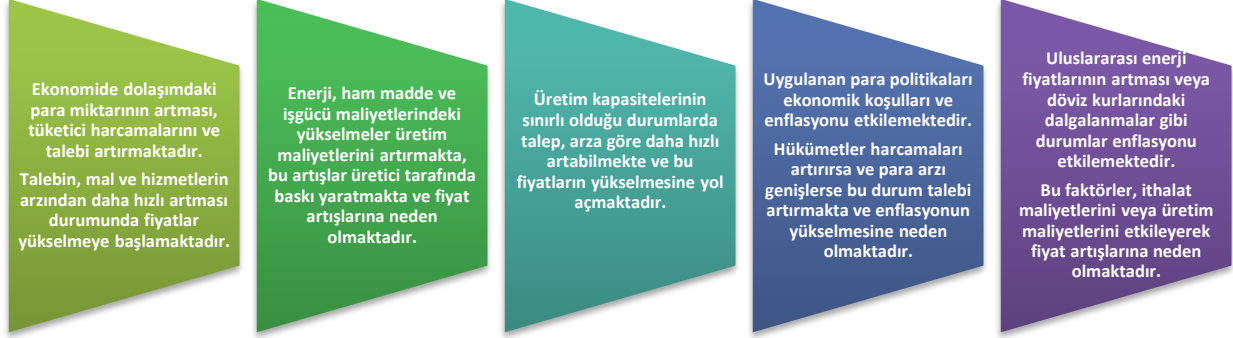 Ekonomide dolaşımdaki
para miktarının artması,
tüketici harcamalarını ve
talebi artırmaktadır.
Talebin, mal ve hizmetlerin
arzından daha hızlı artması
durumunda fiyatlar
yükselmeye başlamaktadır.
Enerji, ham madde ve
işgücü maliyetlerindeki
yükselmeler üretim
maliyetlerini artırmakta,
bu artışlar üretici tarafında
baskı yaratmakta ve fiyat
artışlarına neden
olmaktadır.
Üretim kapasitelerinin
sınırlı olduğu durumlarda
talep, arza göre daha hızlı
artabilmekte ve bu
fiyatların yükselmesine yol
açmaktadır.
Uygulanan para politikaları
ekonomik koşulları ve
enflasyonu etkilemektedir.
Hükümetler harcamaları
artırırsa ve para arzı
genişlerse bu durum talebi
artırmakta ve enflasyonun
yükselmesine neden
olmaktadır.
Uluslararası enerji
fiyatlarının artması veya
döviz kurlarındaki
dalgalanmalar gibi
durumlar enflasyonu
etkilemektedir.
Bu faktörler, ithalat
maliyetlerini veya üretim
maliyetlerini etkileyerek
fiyat artışlarına neden
olmaktadır.